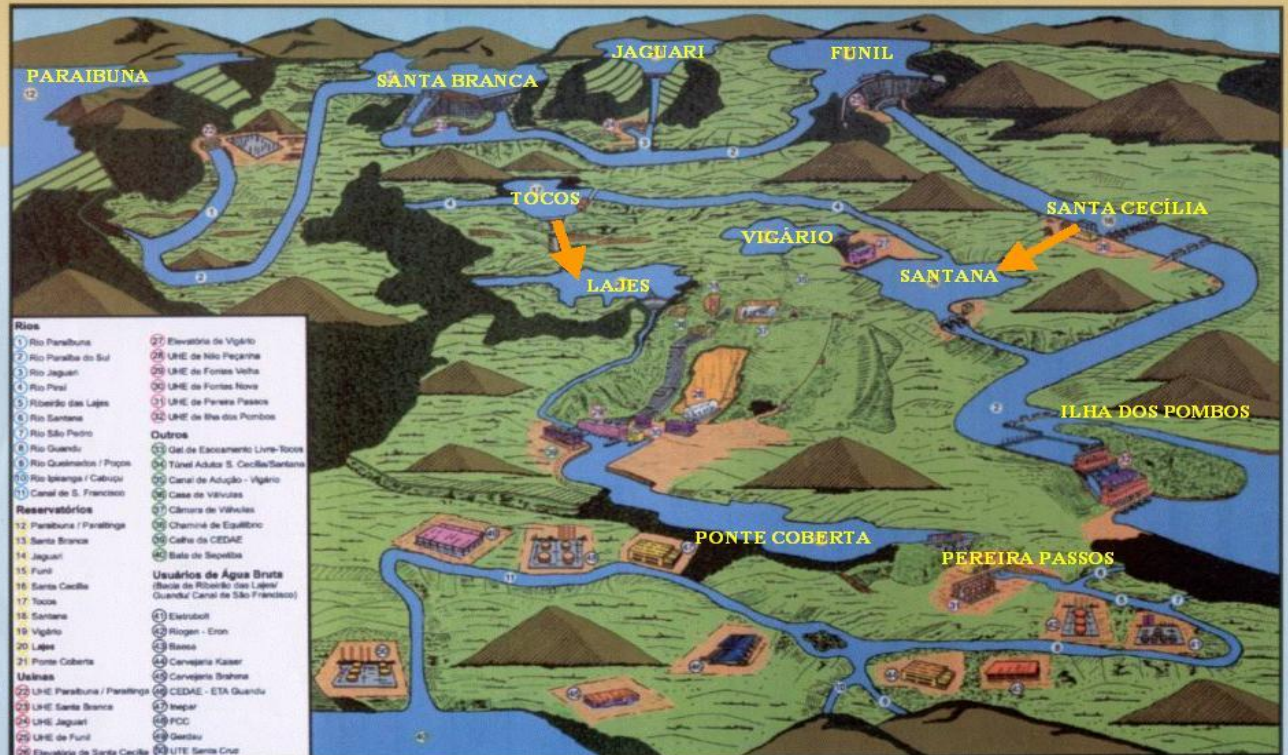 PARAIBUNA
SANTA BRANCA
JAGUARI
FUNIL
TOCOS
VIGÁRIO
SANTA CECÍLIA
LAJES
SANTANA
ILHA DOS POMBOS
PONTE COBERTA
PEREIRA PASSOS
Rios
1 Rio Paraibuna
2 Rio Paraíba do Sul
3 Rio Jaguari
4 Rio Piraí
5 Ribeirão das Lajes
6 Rio Santana
7 Rio São Pedro
8 Rio Guandu
9 Rio Queimados / Poços
10 Rio Ipiranga / Cabuçu
11 Canal de S. Francisco
Reservatórios
12 Paraibuna / Paraitinga
13 Santa Branca
14 Jaguari
15 Funil
16 Santa Cecília
17 Tocos
18 Santana
19 Vigário
20 Lajes
21 Ponte Coberta
Usinas
22 UHE Paraibuna / Paraitinga
23 UHE Santa Branca
24 UHE Jaguari
25 UHE de Funil
26 Elevatória de Santa Cecília
27 Elevatória de Vigário
28 UHE de Nilo Peçanha
29 UHE de Fontes Velha
30 UHE de Fontes Nova
31 UHE de Pereira Passos
32 UHE de Ilha dos Pombos
Outros
33 Gal. de Escoamento Livre-Tocos
34 Túnel Adutor S. Cecília/Santana
35 Canal de Adução - Vigário
36 Casa de Válvulas
37 Câmara de Válvulas
38 Chaminé de Equilíbrio
39 Calha da CEDAE
40 Baía de Sepetiba
Usuários de Água Bruta
(Bacia de Ribeirão das Lajes/
Guandu/ Canal de São Francisco)
41 Eletrobolt
42 Riogen - Eron
43 Basea
44 Cervejaria Kaiser
45 Cervejaria Brahma
46 CEDAE - ETA Guandu
47 Inepar
48 FCC
49 Gerdau
50 UTE Santa Cruz